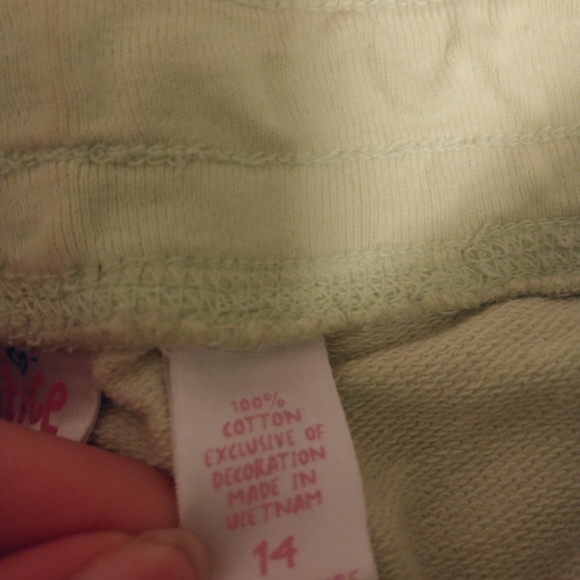 100%
COTTON
EXCLUSIVE OF
DECORATION
MADE IN
VIETNAM
14